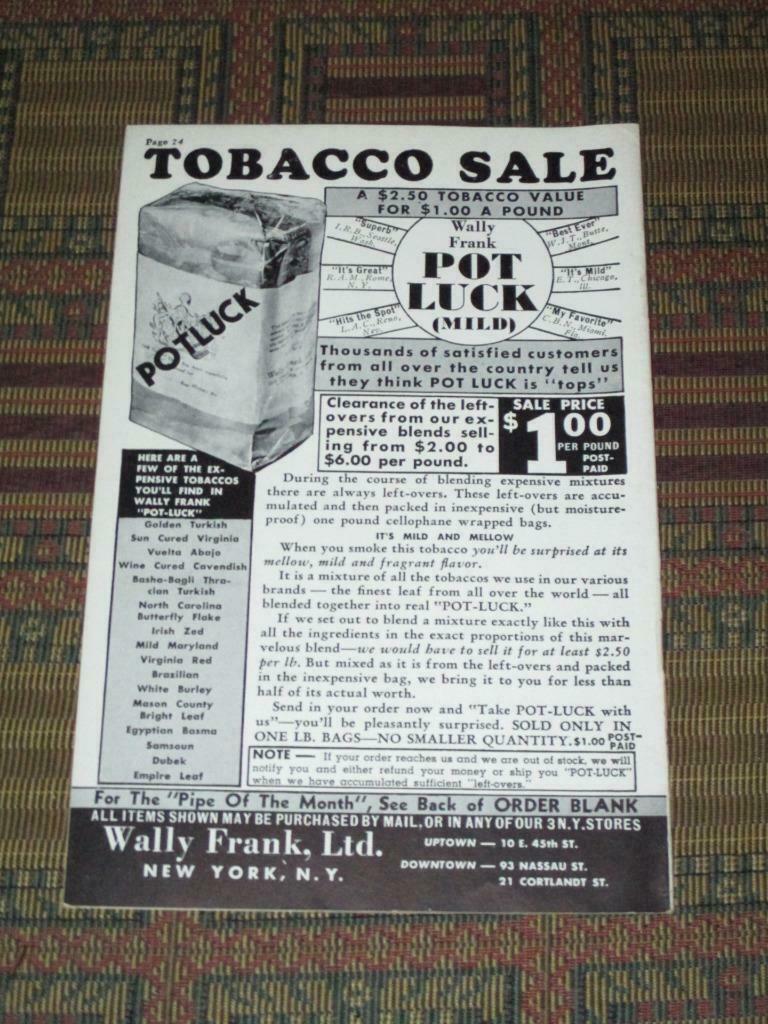 Page 24
TOBACCO SALE
A $2.50 TOBACCO VALUE
FOR $1.00 A POUND
"Superb"
I.R.B., Seattle,
Wash.
"It's Great"
R.A.M., Rome,
N.Y.
"Hits the Spot"
L.A.C., Reno,
Nev.
Wally
Frank
POT
LUCK
(MILD)
"Best Ever"
W.J.T., Butte,
Mont.
"It's Mild"
E.T., Chicago,
Ill.
"My Favorite"
C.B.N., Miami,
Fla.
POTLUCK
Thousands of satisfied customers
from all over the country tell us
they think POT LUCK is "tops"
Clearance of the left-
overs from our ex-
pensive blends sell-
ing from $2.00 to
$6.00 per pound.
SALE PRICE
$1.00
PER POUND
POST-
PAID
HERE ARE A
FEW OF THE EX-
PENSIVE TOBACCOS
YOU'LL FIND IN
WALLY FRANK
"POT-LUCK"
Golden Turkish
Sun Cured Virginia
Vuelta Abajo
Wine Cured Cavendish
Basha-Bagli Thra-
cian Turkish
North Carolina
Butterfly Flake
Irish Zed
Mild Maryland
Virginia Red
Brazilian
White Burley
Mason County
Bright Leaf
Egyptian Basma
Samsoun
Dubek
Empire Leaf
During the course of blending expensive mixtures
there are always left-overs. These left-overs are accu-
mulated and then packed in inexpensive (but moisture-
proof) one pound cellophane wrapped bags.
IT'S MILD AND MELLOW
When you smoke this tobacco you'll be surprised at its
mellow, mild and fragrant flavor.
It is a mixture of all the tobaccos we use in our various
brands — the finest leaf from all over the world — all
blended together into real "POT-LUCK."
If we set out to blend a mixture exactly like this with
all the ingredients in the exact proportions of this mar-
velous blend—we would have to sell it for at least $2.50
per lb. But mixed as it is from the left-overs and packed
in the inexpensive bag, we bring it to you for less than
half of its actual worth.
Send in your order now and "Take POT-LUCK with
us"—you'll be pleasantly surprised. SOLD ONLY IN
ONE LB. BAGS—NO SMALLER QUANTITY. $1.00 POST-
PAID
NOTE — If your order reaches us and we are out of stock, we will
notify you and either refund your money or ship you "POT-LUCK"
when we have accumulated sufficient "left-overs."
For The "Pipe Of The Month", See Back of ORDER BLANK
ALL ITEMS SHOWN MAY BE PURCHASED BY MAIL, OR IN ANY OF OUR 3 N.Y. STORES
Wally Frank, Ltd.
NEW YORK, N.Y.
UPTOWN — 10 E. 45th ST.
DOWNTOWN — 93 NASSAU ST.
21 CORTLANDT ST.